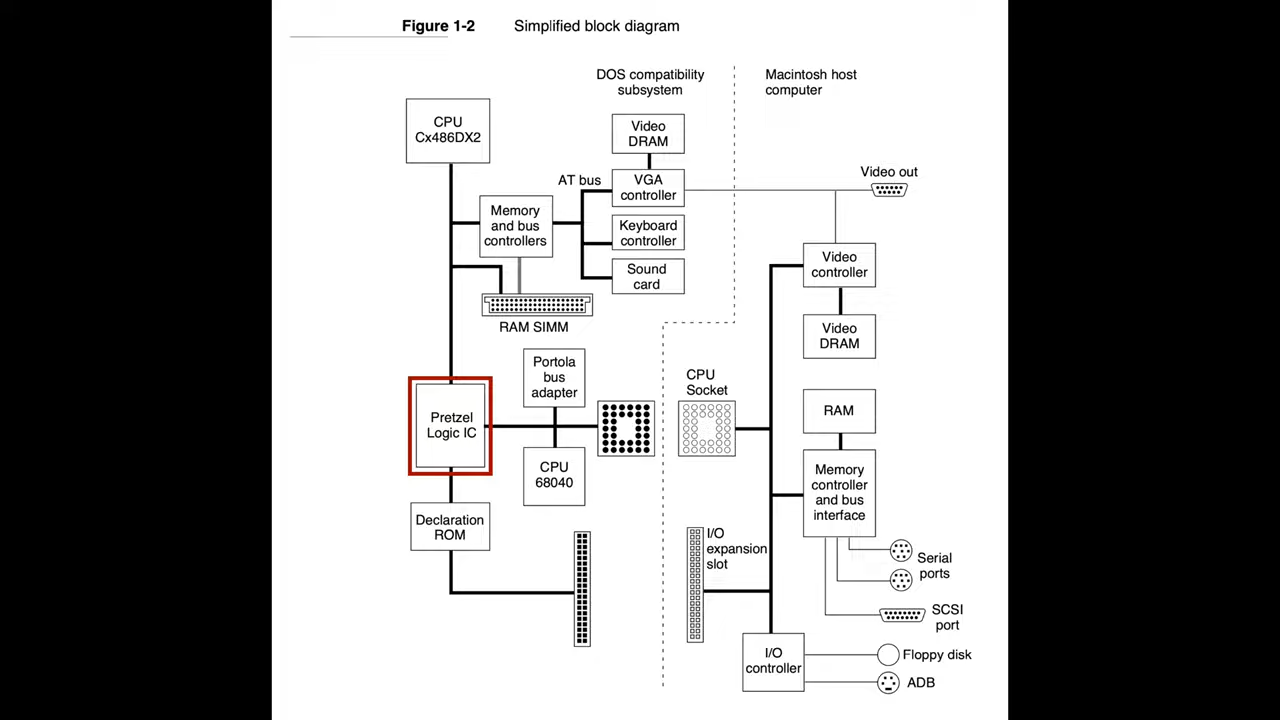 Figure 1-2
Simplified block diagram
DOS compatibility
subsystem
Macintosh host
computer
CPU
Cx486DX2
Video
DRAM
AT bus
VGA
controller
Video out
Memory
and bus
controllers
Keyboard
controller
Sound
card
RAM SIMM
Video
controller
Video
DRAM
Portola
bus
adapter
CPU
Socket
Pretzel
Logic IC
RAM
CPU
68040
Memory
controller
and bus
interface
Declaration
ROM
I/O
expansion
slot
Serial
ports
SCSI
port
I/O
controller
Floppy disk
ADB